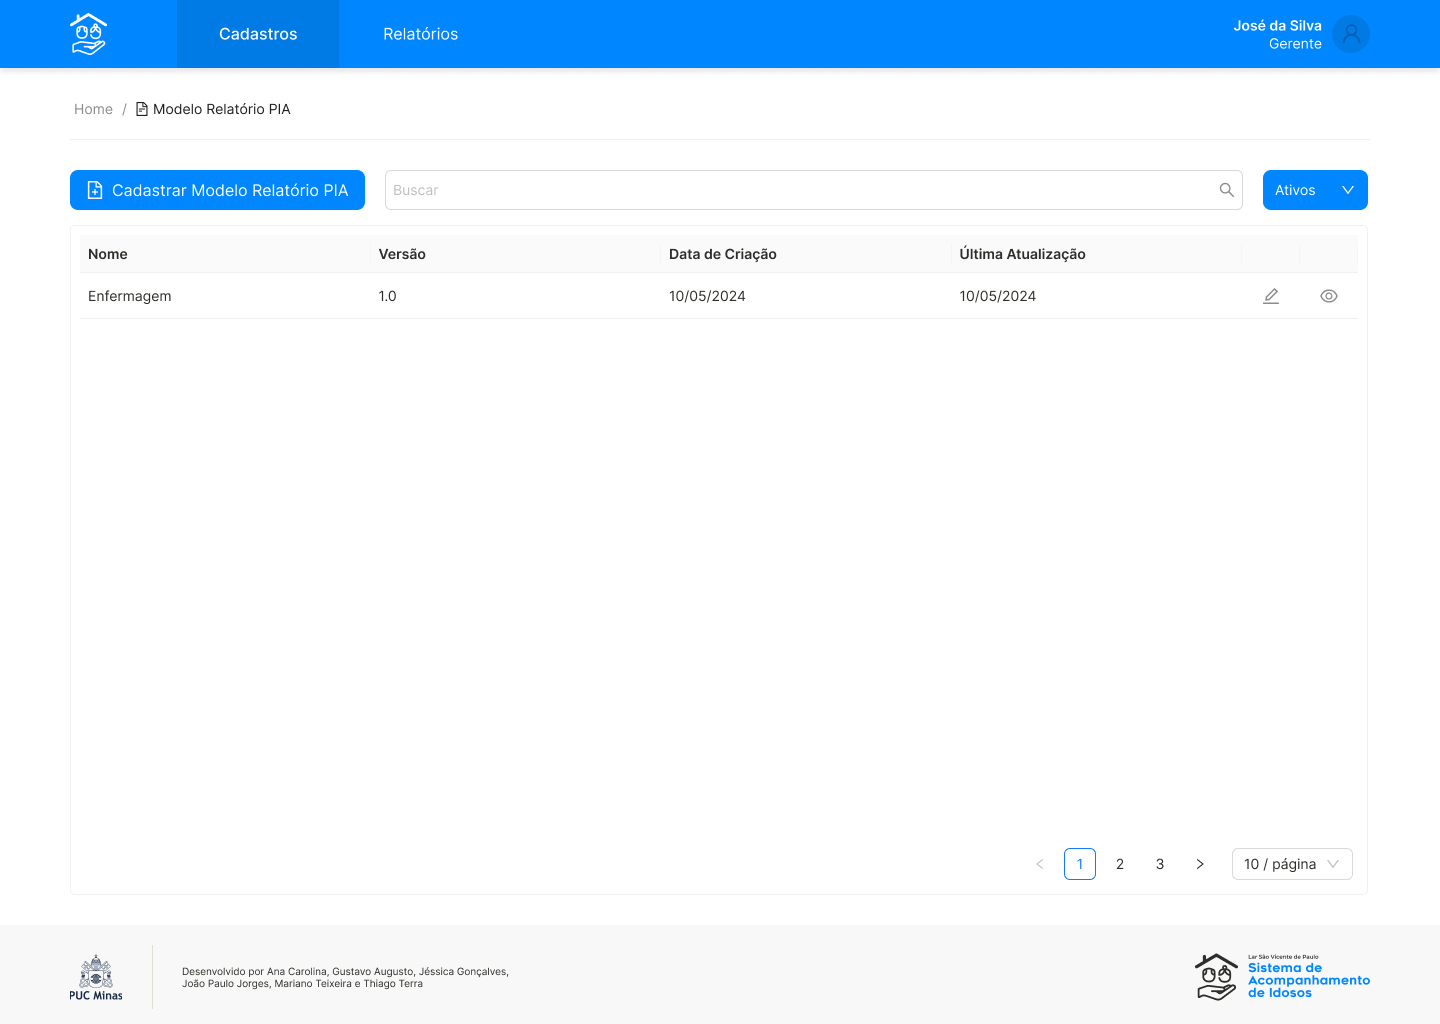 Cadastros
Relatórios
José da Silva
Gerente
Home / Modelo Relatório PIA
Cadastrar Modelo Relatório PIA
Buscar
Ativos
Nome Versão Data de Criação Última Atualização
Enfermagem 1.0 10/05/2024 10/05/2024
< 1 2 3 > 10 / página
PUC Minas
Desenvolvido por Ana Carolina, Gustavo Augusto, Jéssica Gonçalves,
João Paulo Jorges, Mariano Teixeira e Thiago Terra
Lar São Vicente de Paulo
Sistema de
Acompanhamento
de Idosos